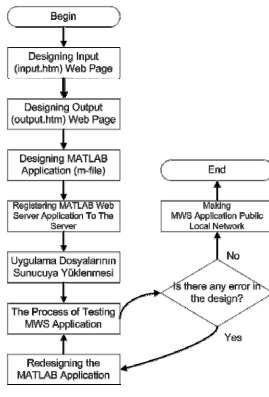 Begin
Designing Input
(input.htm) Web Page
Designing Output
(output.htm) Web Page
Designing MATLAB
Application (m-file)
Registering MATLAB Web
Server Application To The
Server
Uygulama Dosyalarının
Sunucuya Yüklenmesi
The Process of Testing
MWS Application
Redesigning the
MATLAB Application
Is there any error in
the design?
Yes
No
Making
MWS Application Public
Local Network
End